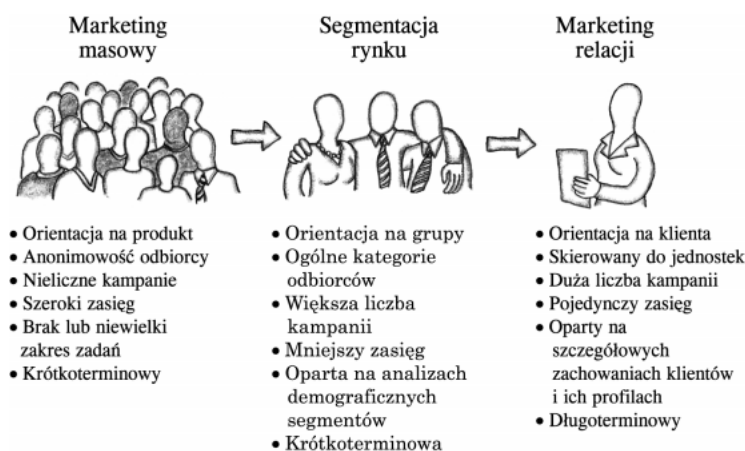 Marketing
masowy
Segmentacja
rynku
Marketing
relacji
• Orientacja na produkt
• Anonimowość odbiorcy
• Nieliczne kampanie
• Szeroki zasięg
• Brak lub niewielki
zakres zadań
• Krótkoterminowy
• Orientacja na grupy
• Ogólne kategorie
odbiorców
• Większa liczba
kampanii
• Mniejszy zasięg
• Oparta na analizach
demograficznych
segmentów
• Krótkoterminowa
• Orientacja na klienta
• Skierowany do jednostek
• Duża liczba kampanii
• Pojedynczy zasięg
• Oparty na
szczegółowych
zachowaniach klientów
i ich profilach
• Długoterminowy